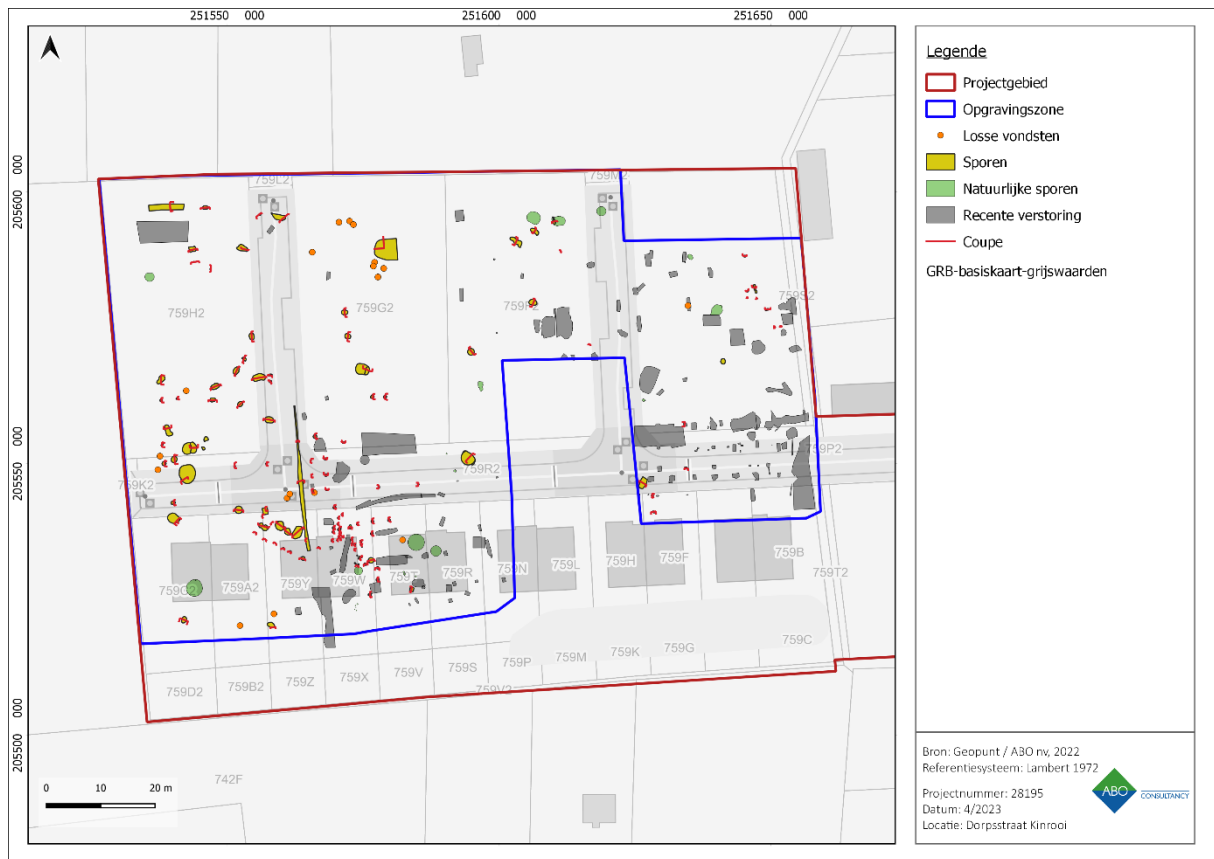 251550 000
251600 000
251650 000
205600 000
205550 000
205500 000
759L2
759M2
759H2
759G2
759S2
759K2
759R2
759P2
759A2
759Y
759W
759R
759N
759L
759H
759F
759B
759T2
759D2
759B2
759Z
759X
759V
759S
759P
759M
759K
759G
759C
759V2
742F
0 10 20 m
Legende
Projectgebied
Opgravingszone
Losse vondsten
Sporen
Natuurlijke sporen
Recente verstoring
Coupe
GRB-basiskaart-grijswaarden
Bron: Geopunt / ABO nv, 2022
Referentiesysteem: Lambert 1972
Projectnummer: 28195
Datum: 4/2023
Locatie: Dorpsstraat Kinrooi
ABO
CONSULTANCY